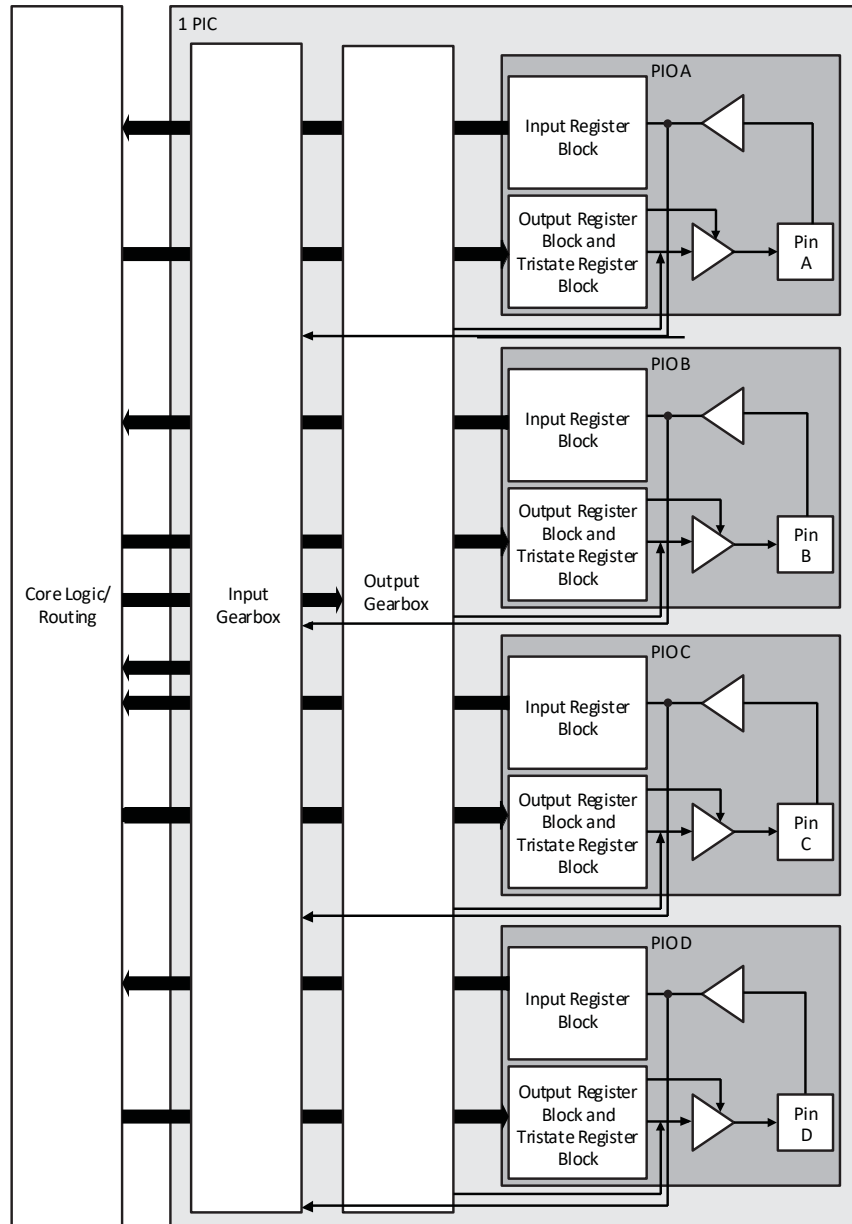 1 PIC
Core Logic/
Routing
Input
Gearbox
Output
Gearbox
PIOA
Input Register
Block
Output Register
Block and
Tristate Register
Block
Pin
A
PIOB
Input Register
Block
Output Register
Block and
Tristate Register
Block
Pin
B
PIOC
Input Register
Block
Output Register
Block and
Tristate Register
Block
Pin
C
PIOD
Input Register
Block
Output Register
Block and
Tristate Register
Block
Pin
D